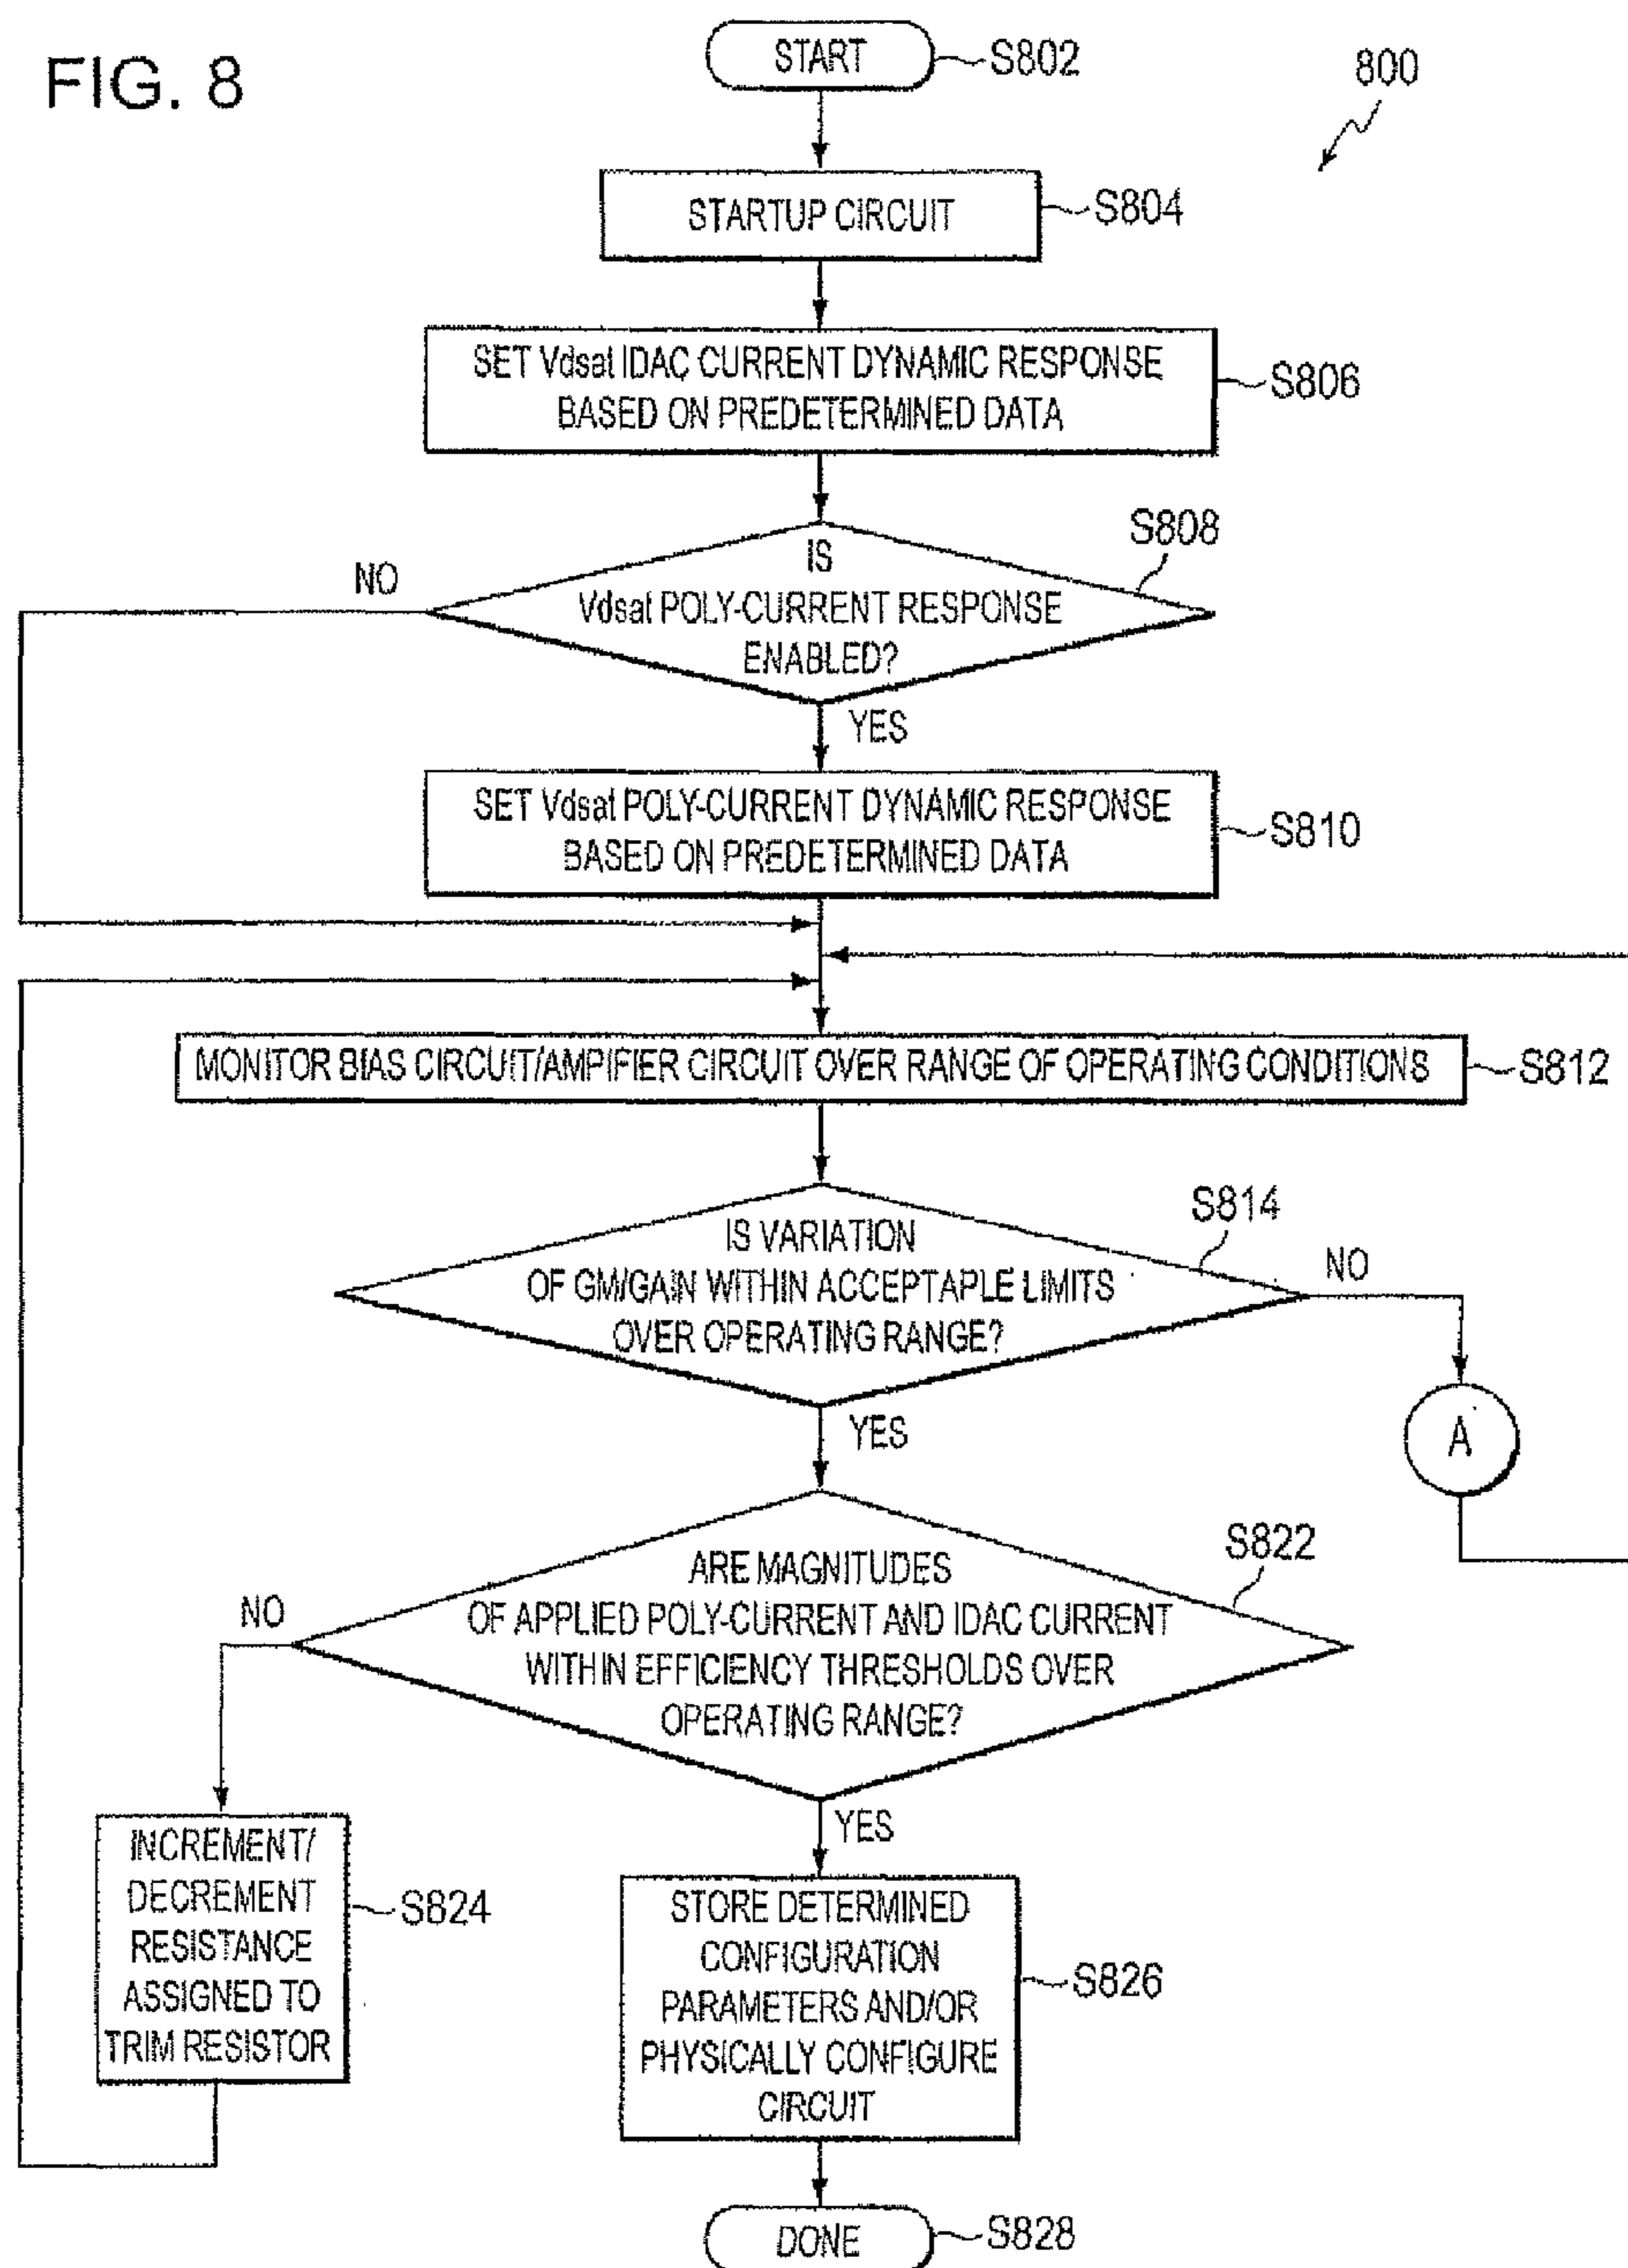 FIG. 8
START
S802
800
STARTUP CIRCUIT
S804
SET Vdsat IDAC CURRENT DYNAMIC RESPONSE
BASED ON PREDETERMINED DATA
S806
S808
NO
IS
Vdsat POLY-CURRENT RESPONSE
ENABLED?
YES
SET Vdsat POLY-CURRENT DYNAMIC RESPONSE
BASED ON PREDETERMINED DATA
S810
MONITOR BIAS CIRCUIT/AMPIFIER CIRCUIT OVER RANGE OF OPERATING CONDITIONS
S812
S814
IS VARIATION
OF GM/GAIN WITHIN ACCEPTAPLE LIMITS
OVER OPERATING RANGE?
NO
YES
A
S822
ARE MAGNITUDES
OF APPLIED POLY-CURRENT AND IDAC CURRENT
WITHIN EFFICIENCY THRESHOLDS OVER
OPERATING RANGE?
NO
YES
INCREMENT/
DECREMENT
RESISTANCE
ASSIGNED TO
TRIM RESISTOR
S824
STORE DETERMINED
CONFIGURATION
PARAMETERS AND/OR
PHYSICALLY CONFIGURE
CIRCUIT
S826
DONE
S828